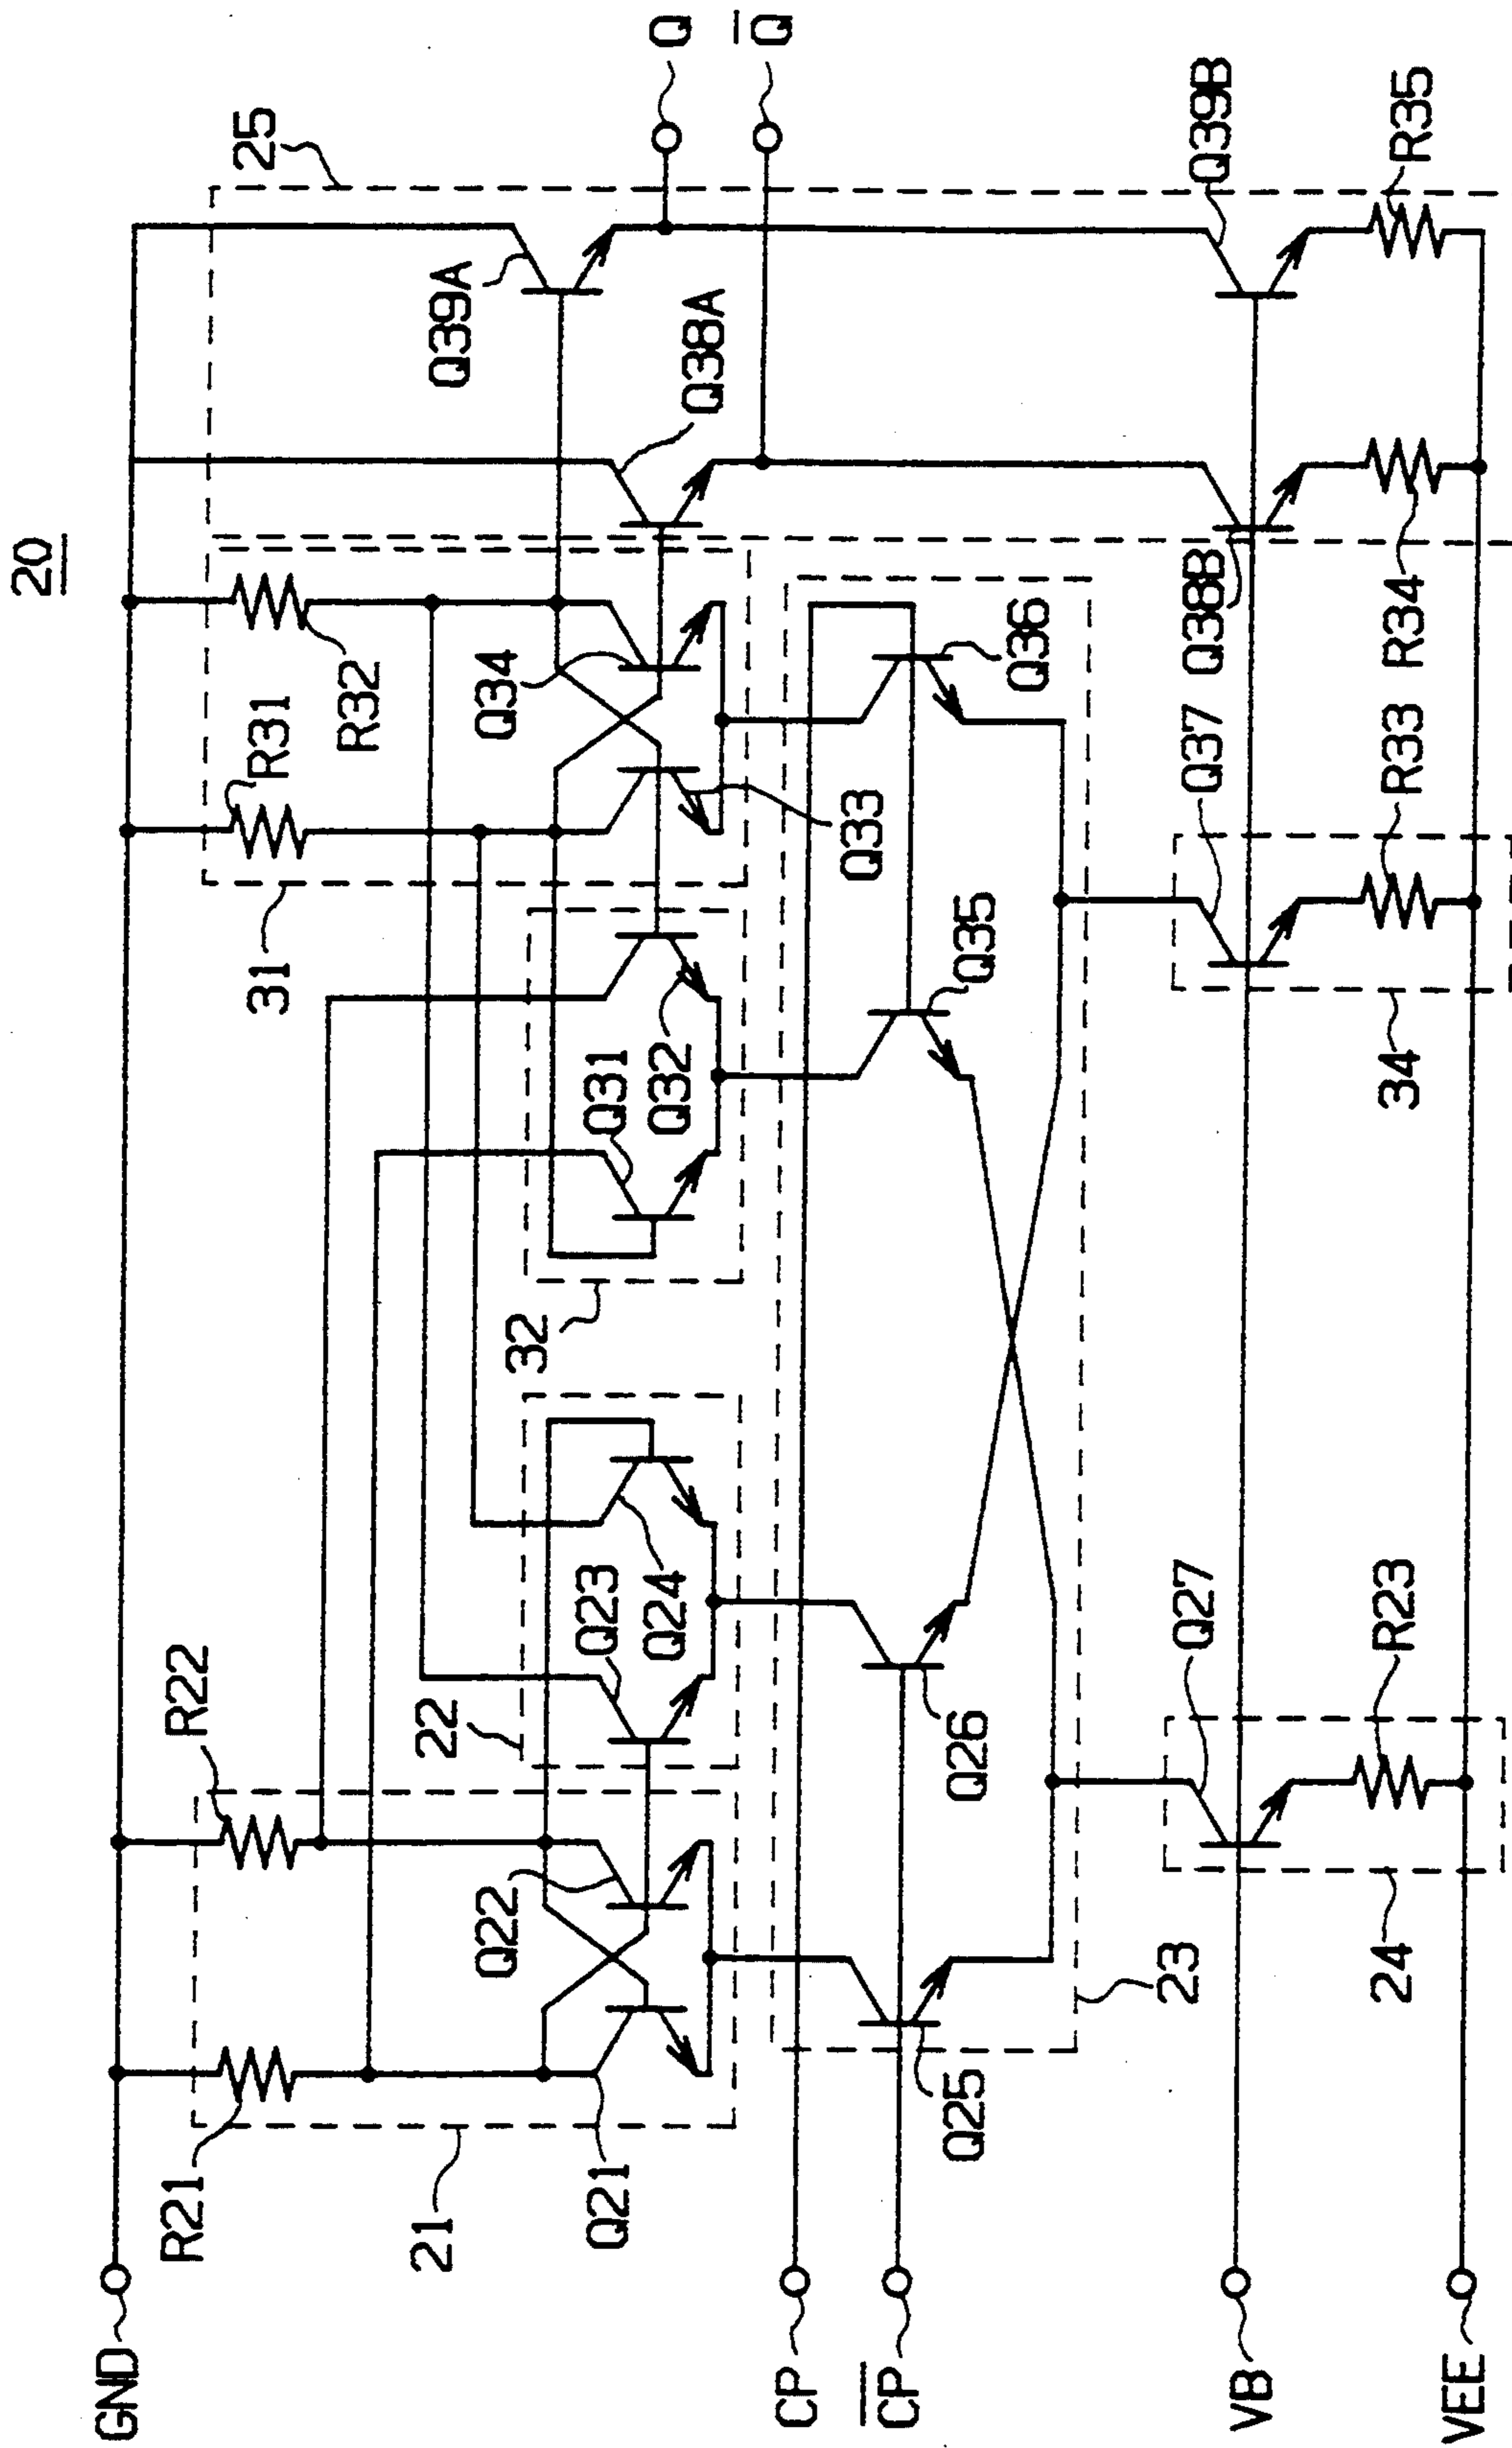 20
GND
R21
R22
R31
R32
25
21
Q21
Q22
22
Q23
Q24
32
Q31
Q32
31
Q33
Q34
Q38A
Q39A
Q
Q̅
CP
C̅P̅
Q25
Q26
Q35
Q36
23
VB
24
Q27
R23
34
Q37
R33
Q38B
R34
Q39B
R35
VEE